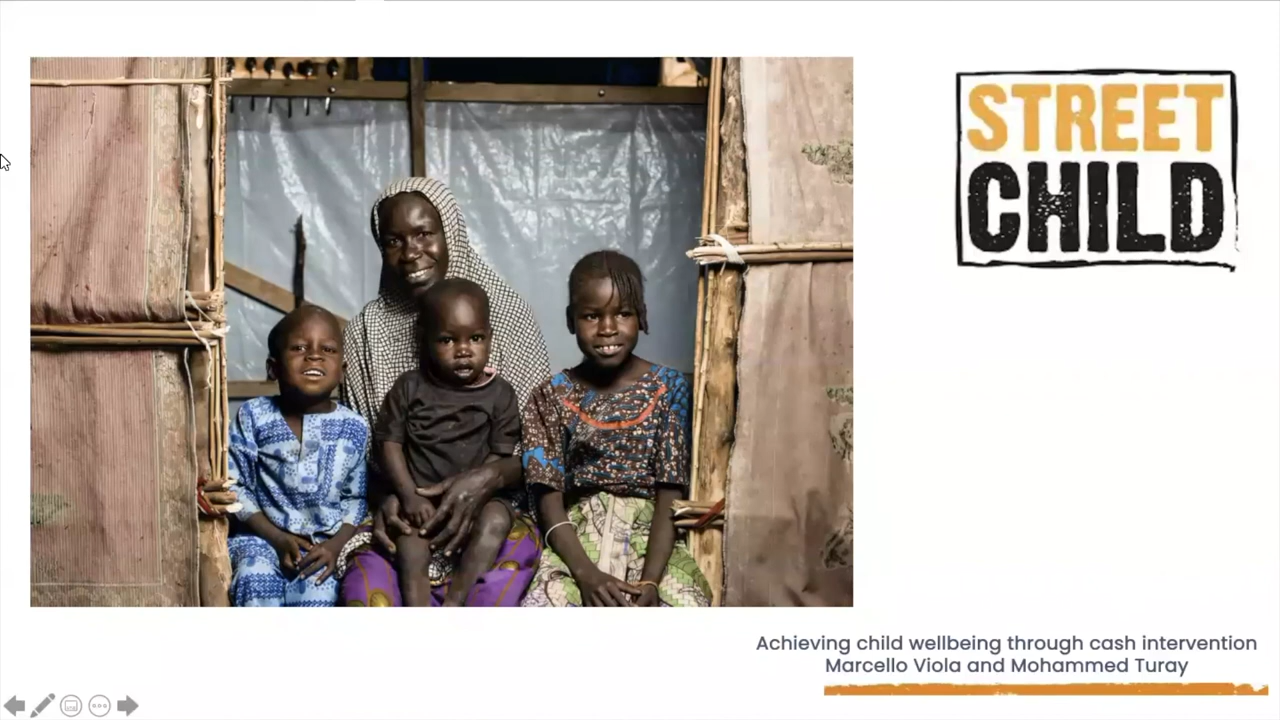 STREET
CHILD
Achieving child wellbeing through cash intervention
Marcello Viola and Mohammed Turay